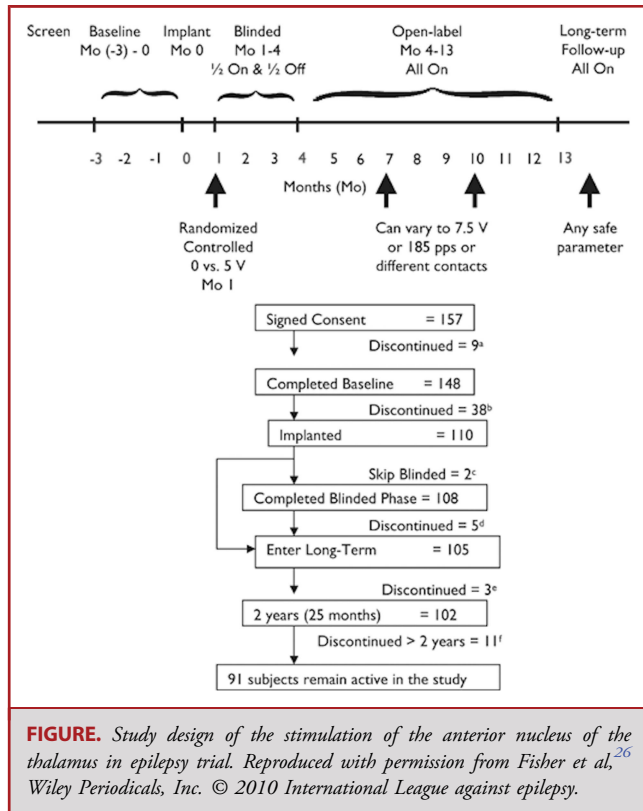 Screen
Baseline
Mo (-3) - 0
Implant
Mo 0
Blinded
Mo 1-4
½ On & ½ Off
Open-label
Mo 4-13
All On
Long-term
Follow-up
All On
-3 -2 -1 0 1 2 3 4 5 6 7 8 9 10 11 12 13
Months (Mo)
Randomized
Controlled
0 vs. 5 V
Mo 1
Can vary to 7.5 V
or 185 pps or
different contacts
Any safe
parameter
Signed Consent = 157
Discontinued = 9ᵃ
Completed Baseline = 148
Discontinued = 38ᵇ
Implanted = 110
Skip Blinded = 2ᶜ
Completed Blinded Phase = 108
Discontinued = 5ᵈ
Enter Long-Term = 105
Discontinued = 3ᵉ
2 years (25 months) = 102
Discontinued > 2 years = 11ᶠ
91 subjects remain active in the study
FIGURE. Study design of the stimulation of the anterior nucleus of the
thalamus in epilepsy trial. Reproduced with permission from Fisher et al,²⁶
Wiley Periodicals, Inc. © 2010 International League against epilepsy.